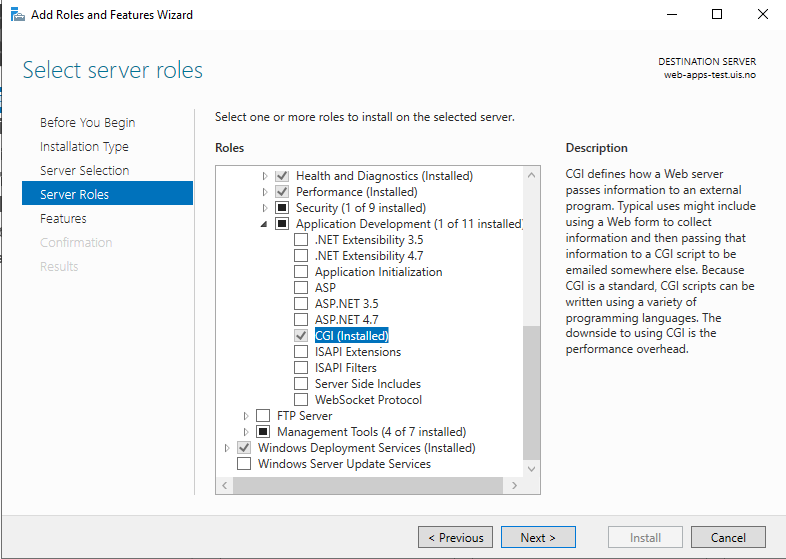 Add Roles and Features Wizard
Select server roles
DESTINATION SERVER
web-apps-test.uis.no
Before You Begin
Installation Type
Server Selection
Server Roles
Features
Confirmation
Results
Select one or more roles to install on the selected server.
Roles
Health and Diagnostics (Installed)
Performance (Installed)
Security (1 of 9 installed)
Application Development (1 of 11 installed)
.NET Extensibility 3.5
.NET Extensibility 4.7
Application Initialization
ASP
ASP.NET 3.5
ASP.NET 4.7
CGI (Installed)
ISAPI Extensions
ISAPI Filters
Server Side Includes
WebSocket Protocol
FTP Server
Management Tools (4 of 7 installed)
Windows Deployment Services (Installed)
Windows Server Update Services
Description
CGI defines how a Web server
passes information to an external
program. Typical uses might include
using a Web form to collect
information and then passing that
information to a CGI script to be
emailed somewhere else. Because
CGI is a standard, CGI scripts can be
written using a variety of
programming languages. The
downside to using CGI is the
performance overhead.
< Previous
Next >
Install
Cancel